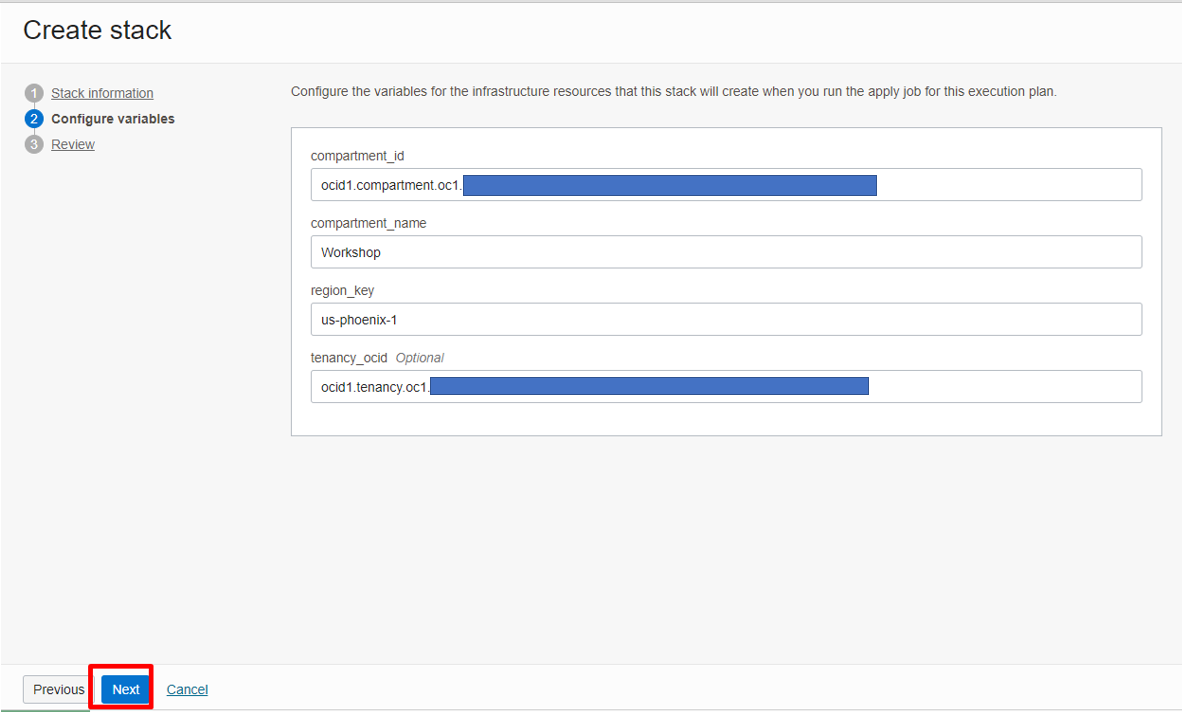 Create stack
1 Stack information
2 Configure variables
3 Review
Configure the variables for the infrastructure resources that this stack will create when you run the apply job for this execution plan.
compartment_id
ocid1.compartment.oc1.
compartment_name
Workshop
region_key
us-phoenix-1
tenancy_ocid Optional
ocid1.tenancy.oc1.
Previous Next Cancel